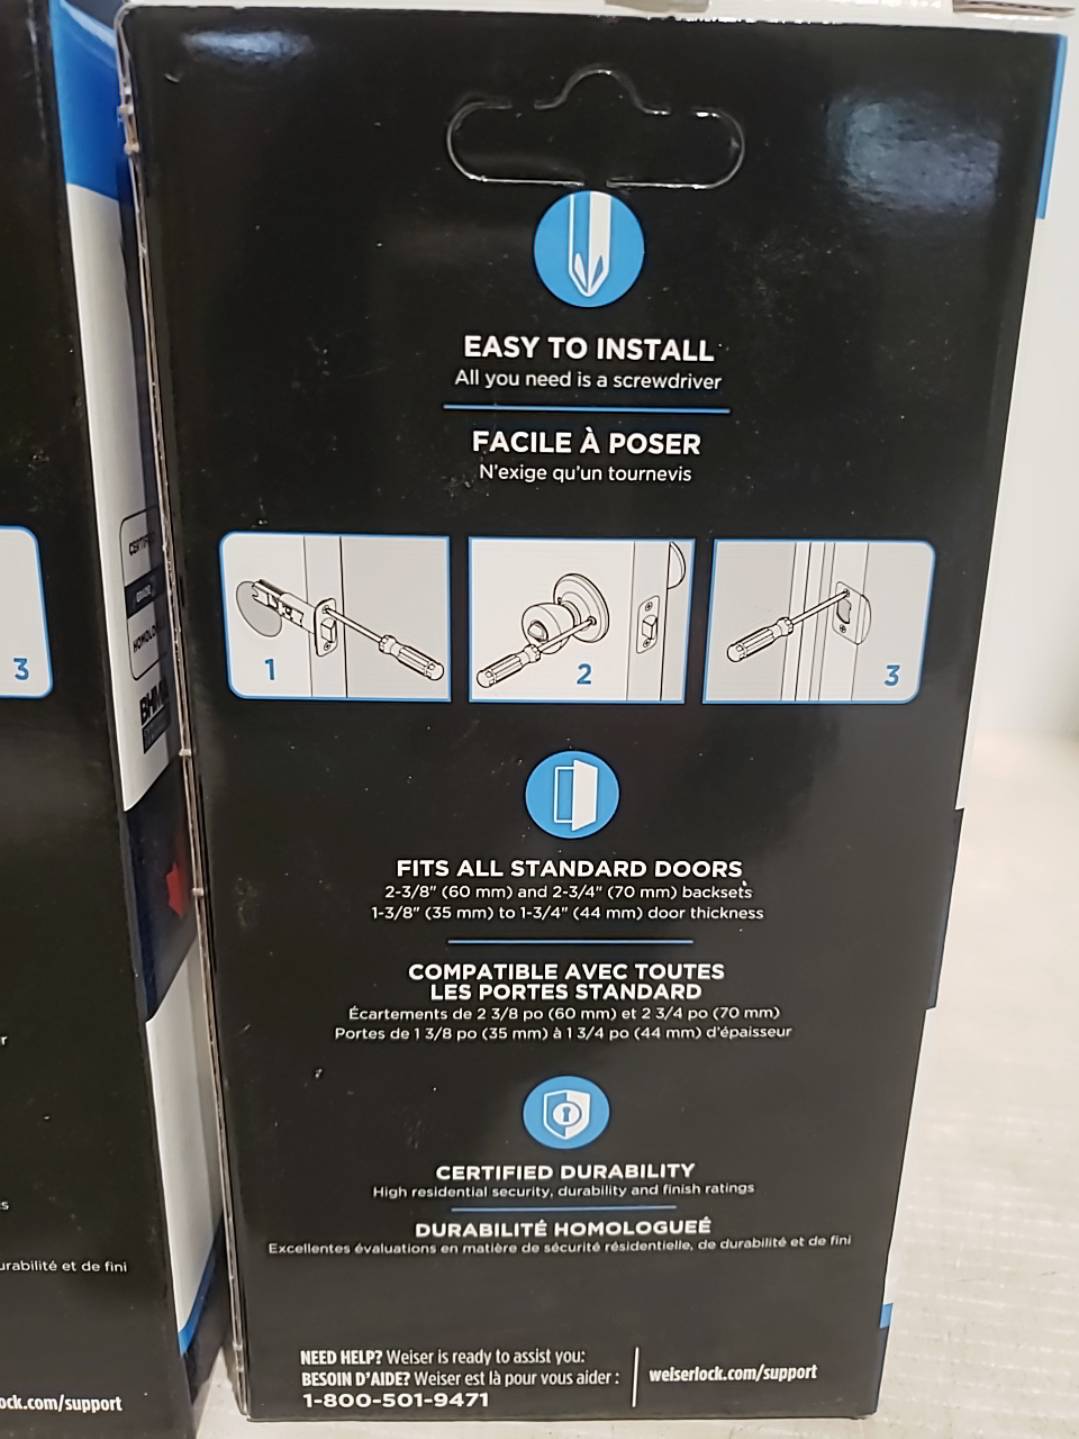 EASY TO INSTALL
All you need is a screwdriver
FACILE À POSER
N'exige qu'un tournevis
1
2
3
FITS ALL STANDARD DOORS
2-3/8" (60 mm) and 2-3/4" (70 mm) backsets
1-3/8" (35 mm) to 1-3/4" (44 mm) door thickness
COMPATIBLE AVEC TOUTES
LES PORTES STANDARD
Écartements de 2 3/8 po (60 mm) et 2 3/4 po (70 mm)
Portes de 1 3/8 po (35 mm) à 1 3/4 po (44 mm) d'épaisseur
CERTIFIED DURABILITY
High residential security, durability and finish ratings
DURABILITÉ HOMOLOGUEÉ
Excellentes évaluations en matière de sécurité résidentielle, de durabilité et de fini
NEED HELP? Weiser is ready to assist you:
BESOIN D'AIDE? Weiser est là pour vous aider :
1-800-501-9471
weiserlock.com/support
3
urabilité et de fini
ock.com/support